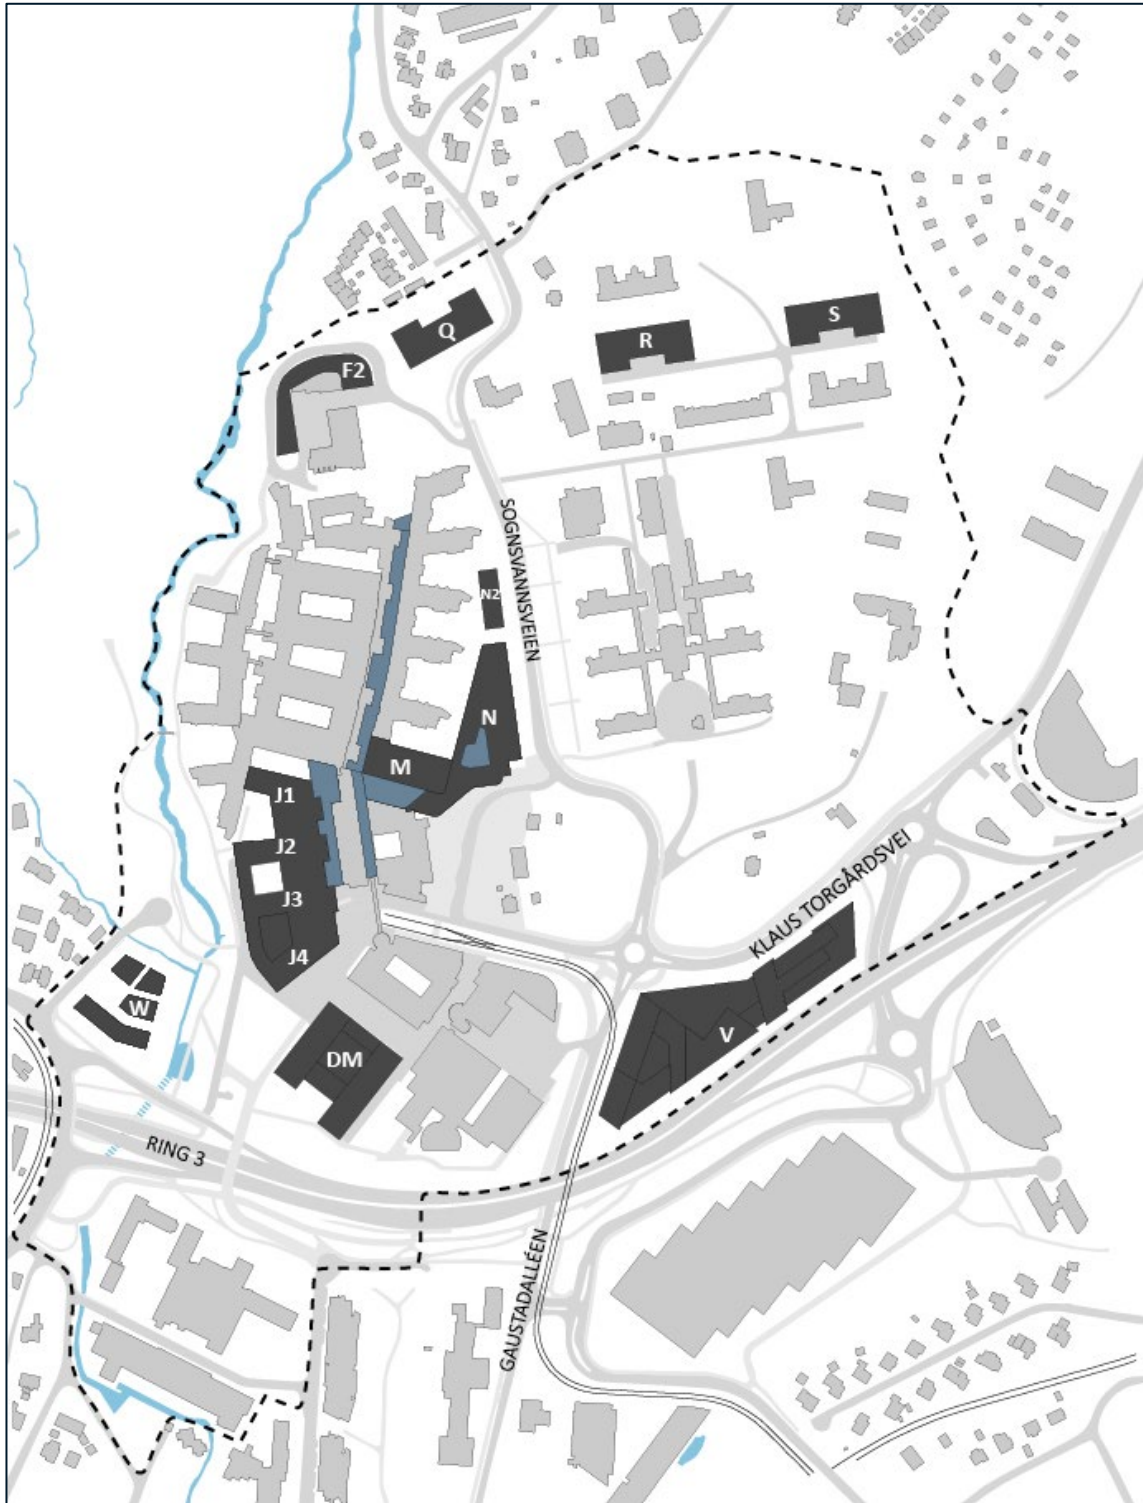 S
Q
R
F2
SOGNSVANNSVEIEN
N2
N
M
J1
J2
J3
J4
KLAUS TORGÅRDSVEI
W
V
DM
RING 3
GAUSTADALLÉEN